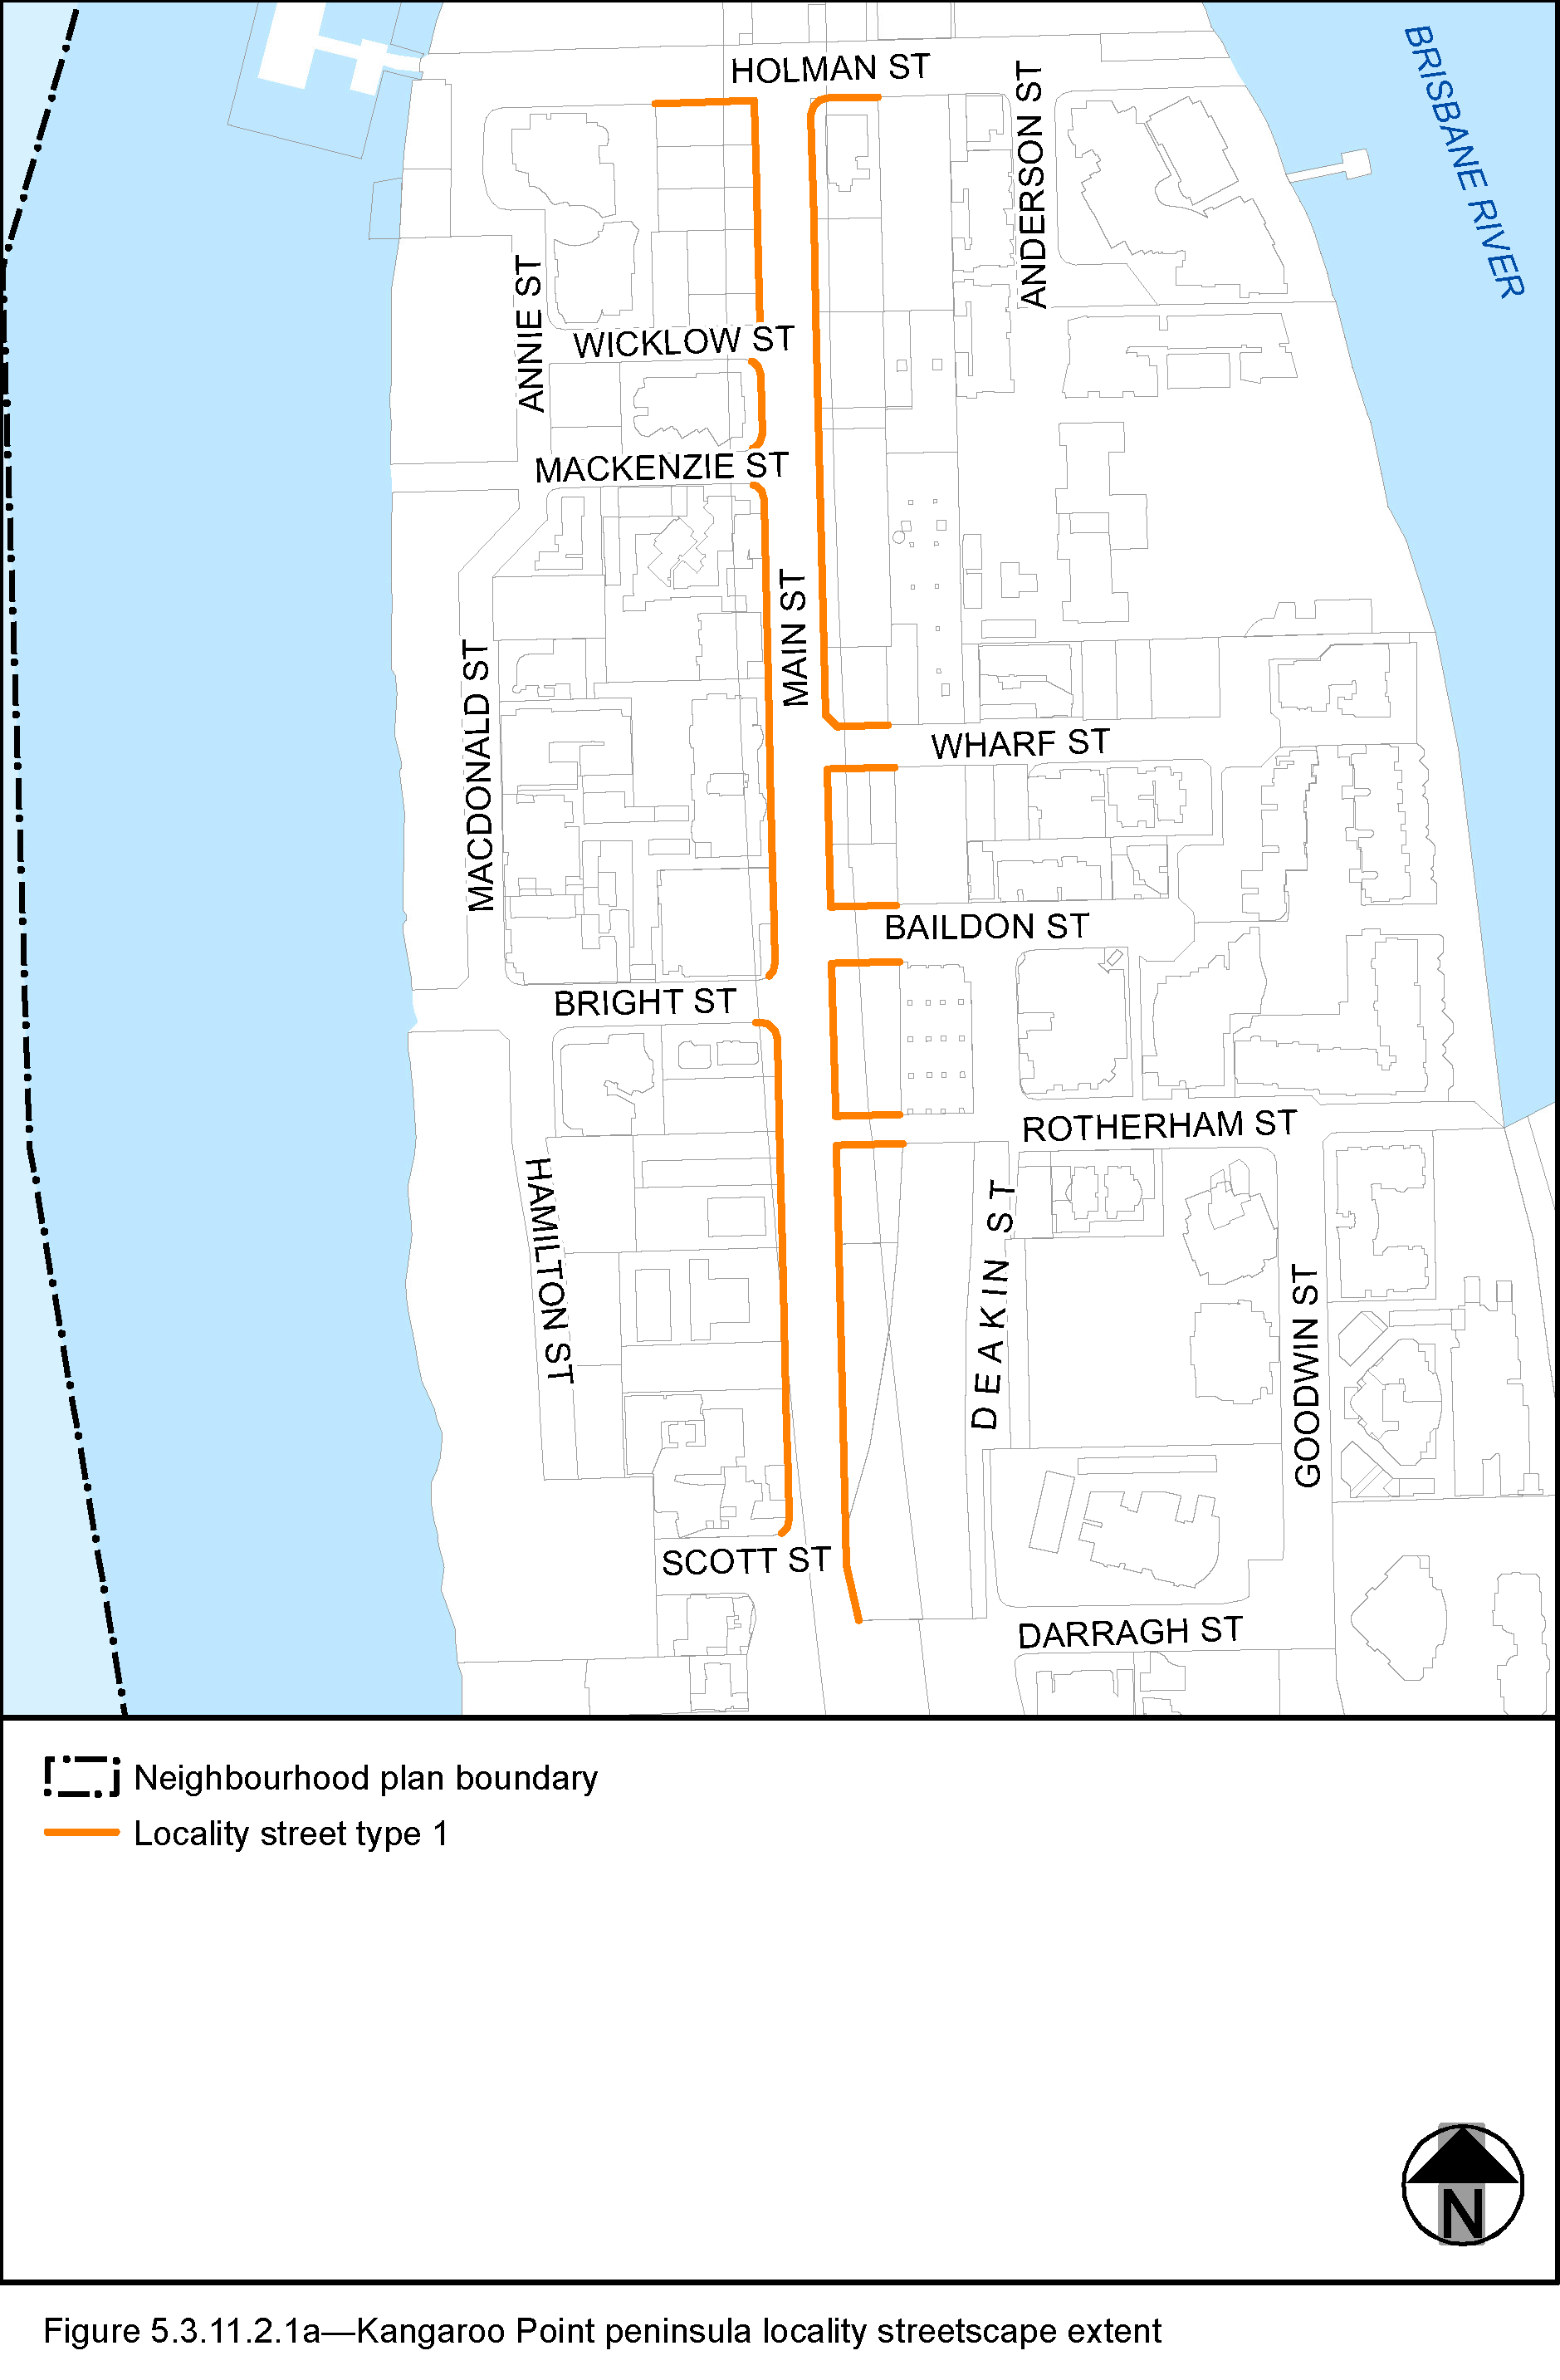 HOLMAN ST
BRISBANE RIVER
ANDERSON ST
ANNIE ST
WICKLOW ST
MACKENZIE ST
MAIN ST
MACDONALD ST
WHARF ST
BAILDON ST
BRIGHT ST
ROTHERHAM ST
HAMILTON ST
DEAKIN ST
GOODWIN ST
SCOTT ST
DARRAGH ST
Neighbourhood plan boundary
Locality street type 1
N
Figure 5.3.11.2.1a—Kangaroo Point peninsula locality streetscape extent